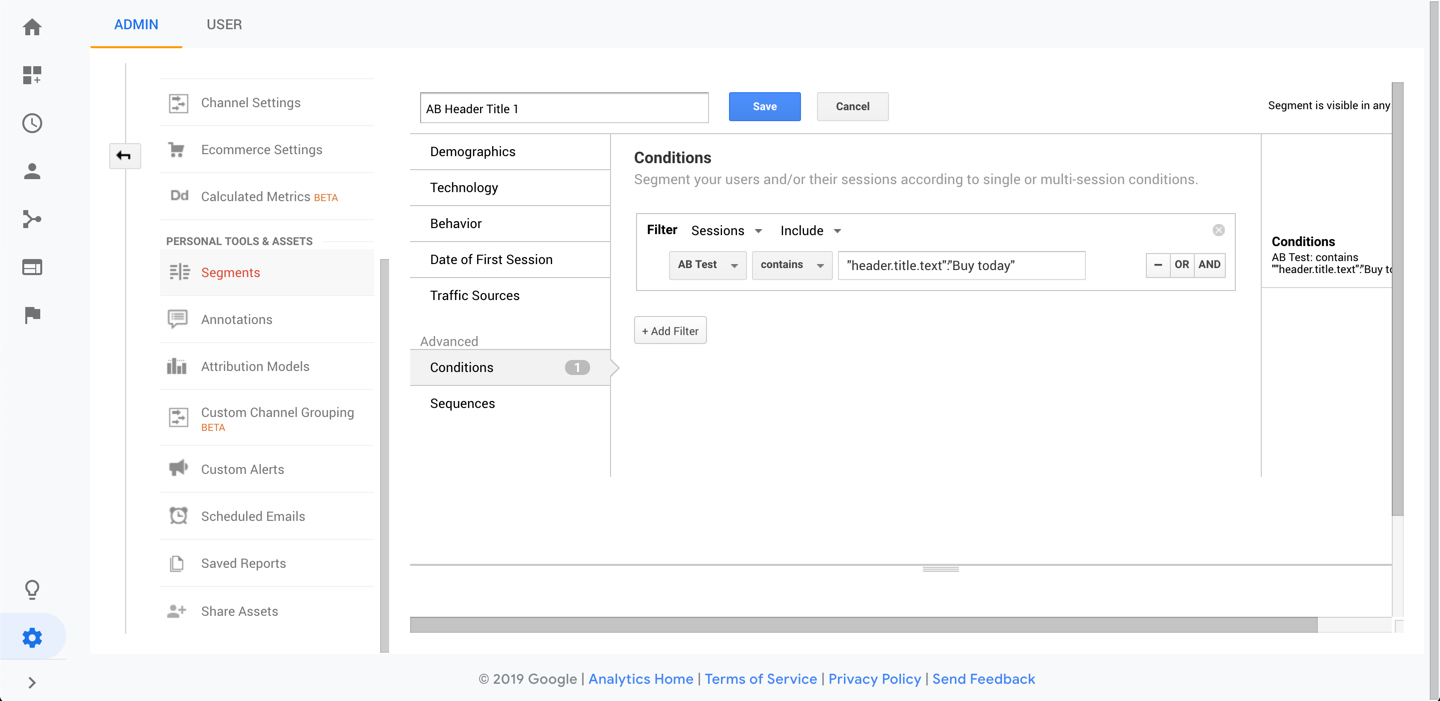 ADMIN USER
Channel Settings
Ecommerce Settings
Dd Calculated Metrics BETA
PERSONAL TOOLS & ASSETS
Segments
Annotations
Attribution Models
Custom Channel Grouping
BETA
Custom Alerts
Scheduled Emails
Saved Reports
Share Assets
AB Header Title 1 Save Cancel Segment is visible in any
Demographics
Technology
Behavior
Date of First Session
Traffic Sources
Advanced
Conditions 1
Sequences
Conditions
Segment your users and/or their sessions according to single or multi-session conditions.
Filter Sessions Include
AB Test contains "header.title.text":"Buy today" − OR AND
+ Add Filter
Conditions
AB Test: contains
""header.title.text":"Buy to
© 2019 Google | Analytics Home | Terms of Service | Privacy Policy | Send Feedback